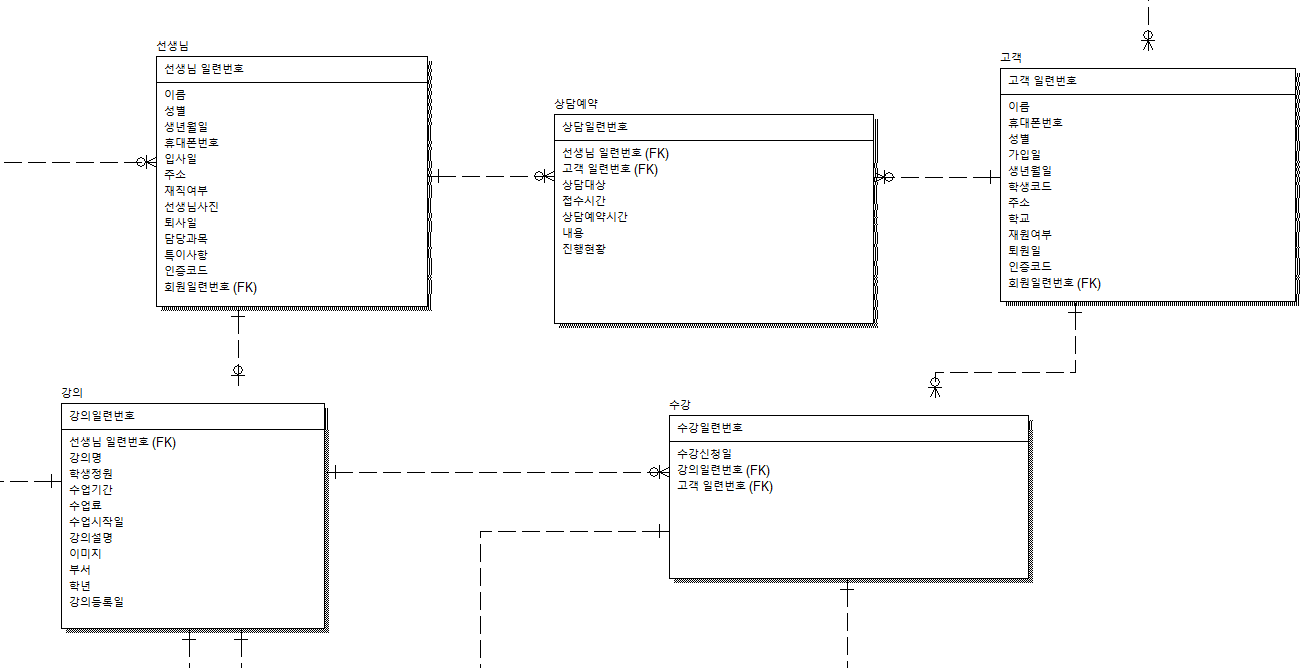 선생님
선생님 일련번호
이름
성별
생년월일
휴대폰번호
입사일
주소
재직여부
선생님사진
퇴사일
담당과목
특이사항
인증코드
회원일련번호 (FK)
상담예약
상담일련번호
선생님 일련번호 (FK)
고객 일련번호 (FK)
상담대상
접수시간
상담예약시간
내용
진행현황
고객
고객 일련번호
이름
휴대폰번호
성별
가입일
생년월일
학생코드
주소
학교
재원여부
퇴원일
인증코드
회원일련번호 (FK)
강의
강의일련번호
선생님 일련번호 (FK)
강의명
학생정원
수업기간
수업료
수업시작일
강의설명
이미지
부서
학년
강의등록일
수강
수강일련번호
수강신청일
강의일련번호 (FK)
고객 일련번호 (FK)